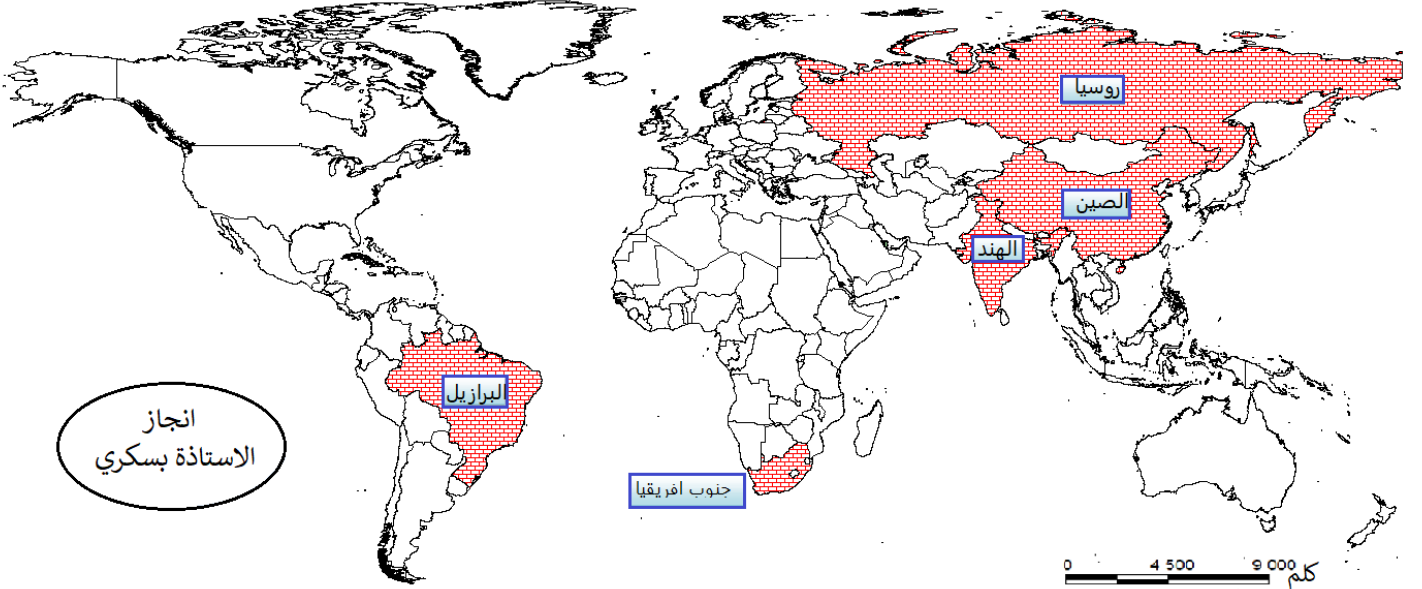 روسيا
الصين
الهند
البرازيل
انجاز
الاستاذة بسكري
جنوب افريقيا
0 4 500 9 000 كلم